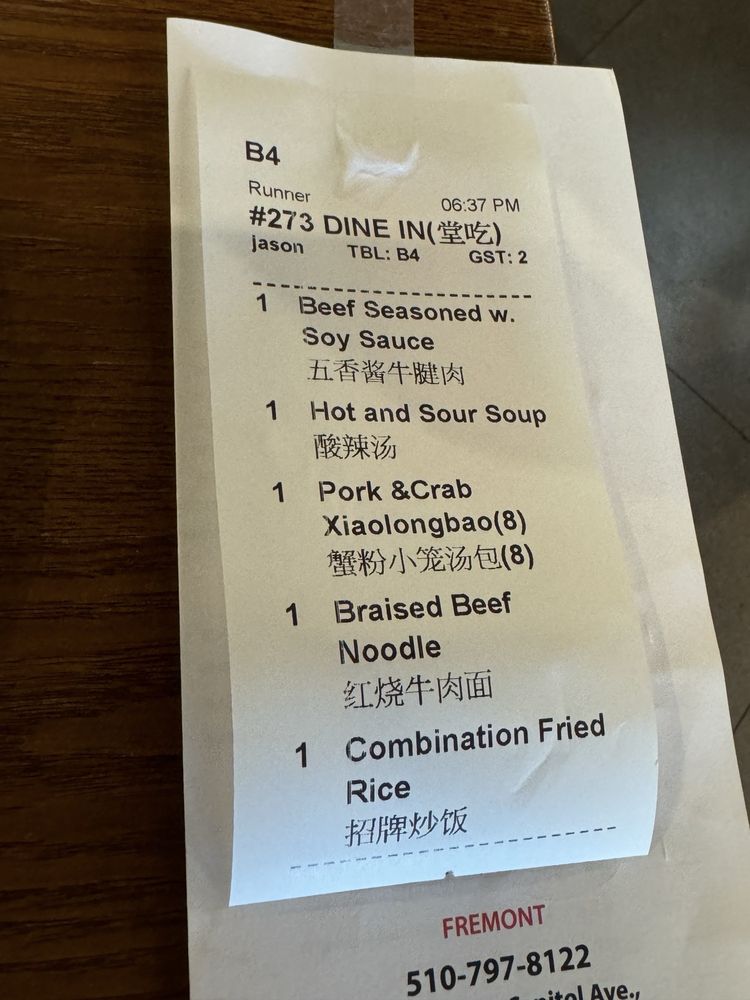 B4
Runner 06:37 PM
#273 DINE IN(堂吃)
jason TBL: B4 GST: 2
1 Beef Seasoned w.
Soy Sauce
五香酱牛腱肉
1 Hot and Sour Soup
酸辣汤
1 Pork &Crab
Xiaolongbao(8)
蟹粉小笼汤包(8)
1 Braised Beef
Noodle
红烧牛肉面
1 Combination Fried
Rice
招牌炒饭
FREMONT
510-797-8122
Ave.,